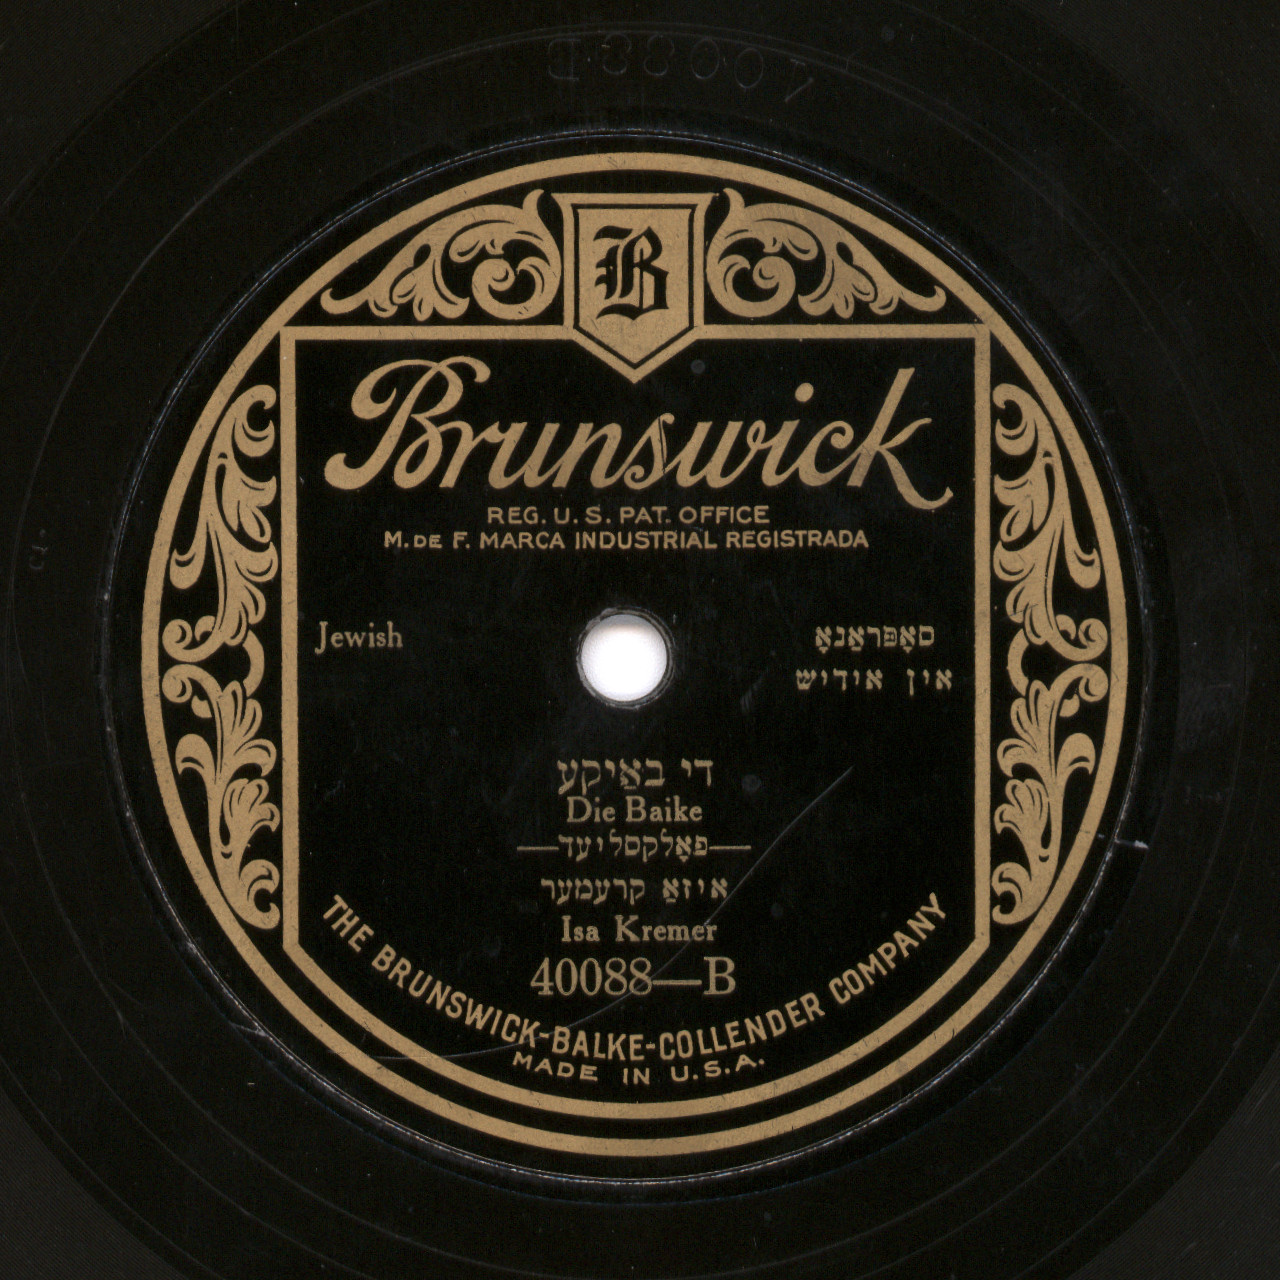 B
Brunswick
REG. U. S. PAT. OFFICE
M. DE F. MARCA INDUSTRIAL REGISTRADA
Jewish
סאָפּראַנאָ
אין אידיש
די באַיקע
Die Baike
—פאָלקסליעד—
איזאַ קרעמער
Isa Kremer
40088—B
THE BRUNSWICK-BALKE-COLLENDER COMPANY
MADE IN U.S.A.